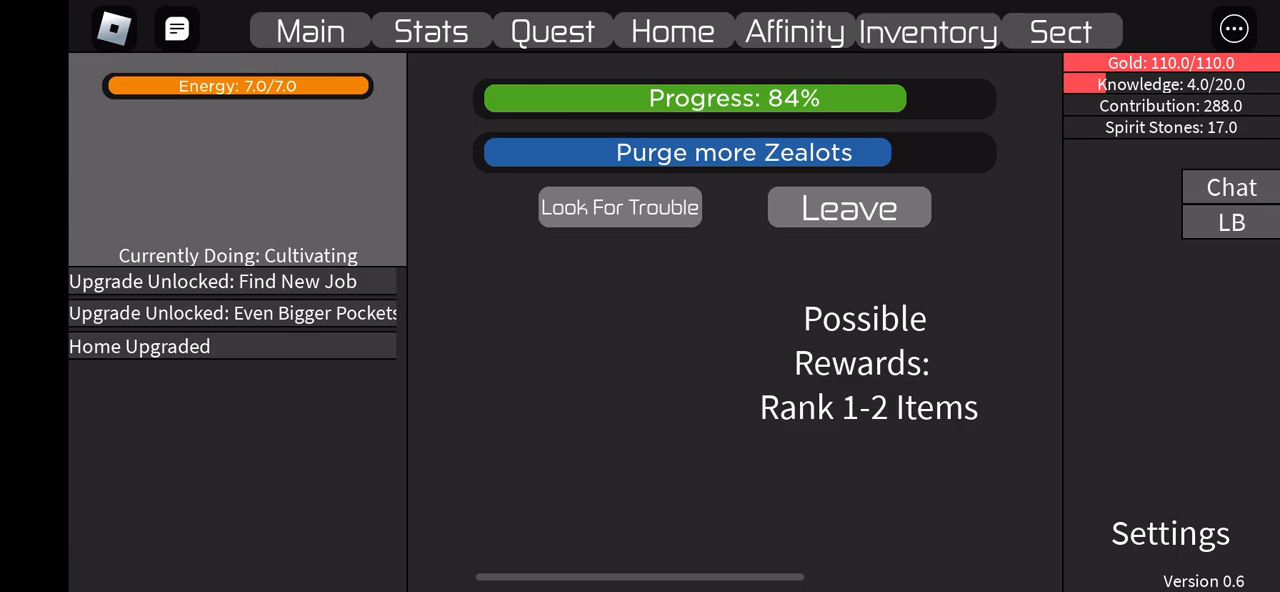 Main
Stats
Quest
Home
Affinity
Inventory
Sect
Energy: 7.0/7.0
Currently Doing: Cultivating
Upgrade Unlocked: Find New Job
Upgrade Unlocked: Even Bigger Pockets
Home Upgraded
Progress: 84%
Purge more Zealots
Look For Trouble
Leave
Possible
Rewards:
Rank 1-2 Items
Gold: 110.0/110.0
Knowledge: 4.0/20.0
Contribution: 288.0
Spirit Stones: 17.0
Chat
LB
Settings
Version 0.6